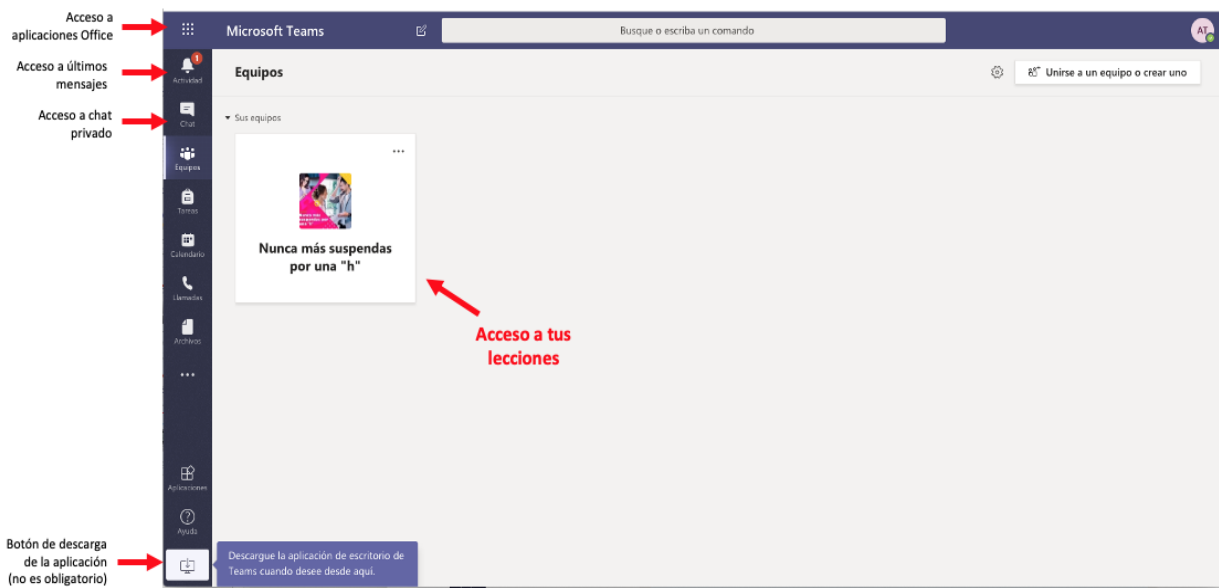 Acceso a
aplicaciones Office
Microsoft Teams
Busque o escriba un comando
AT
Acceso a últimos
mensajes
1
Actividad
Equipos
Unirse a un equipo o crear uno
Acceso a chat
privado
Chat
Sus equipos
Equipos
Tareas
Calendario
Llamadas
Archivos
Nunca más suspendas
por una "h"
Acceso a tus
lecciones
Aplicaciones
Ayuda
Botón de descarga
de la aplicación
(no es obligatorio)
Descargue la aplicación de escritorio de
Teams cuando desee desde aquí.